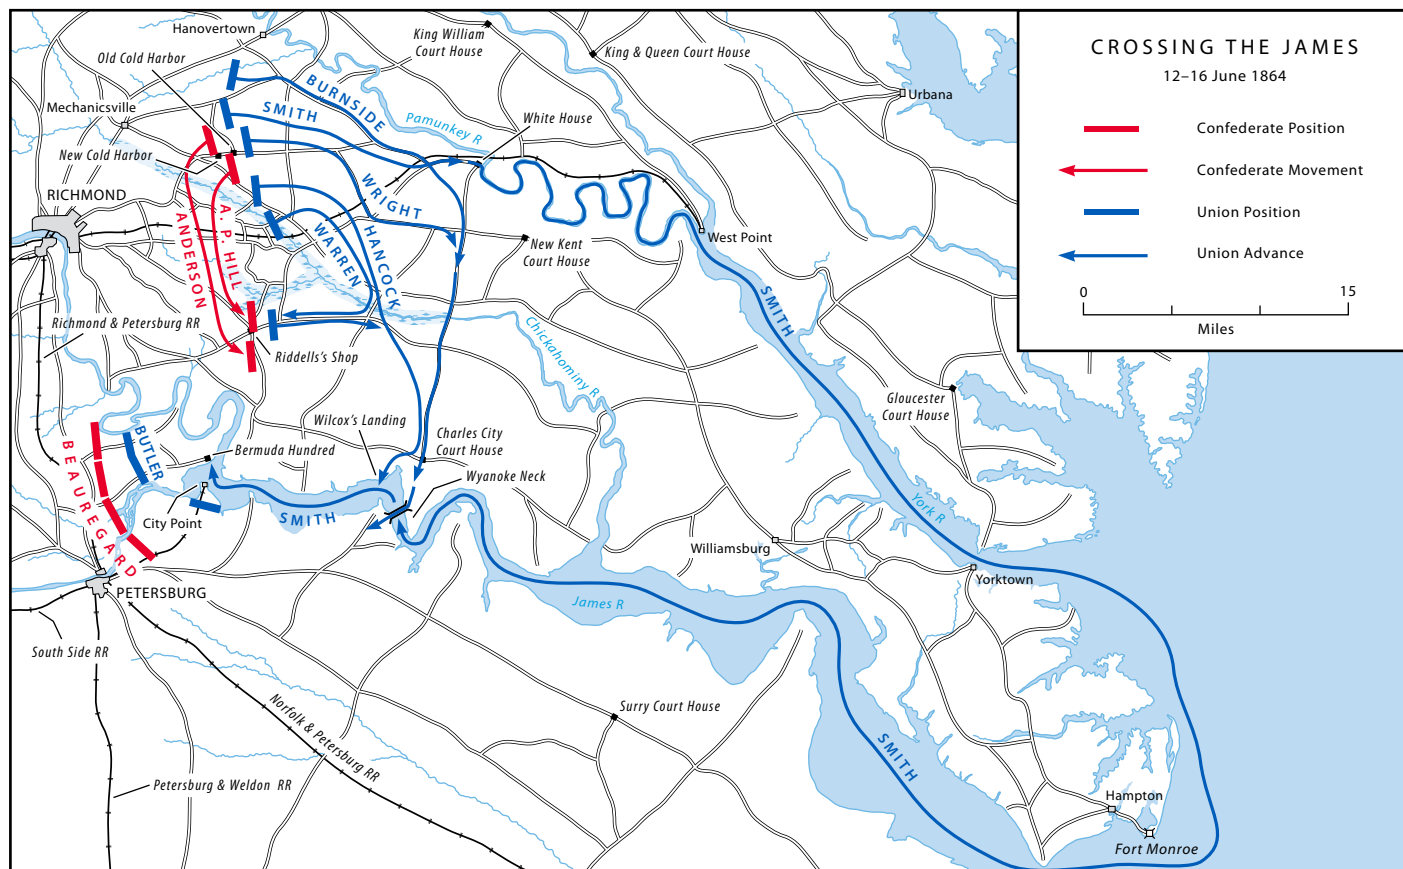 CROSSING THE JAMES
12–16 June 1864
Confederate Position
Confederate Movement
Union Position
Union Advance
0
15
Miles
Hanovertown
King William
Court House
King & Queen Court House
Old Cold Harbor
Urbana
BURNSIDE
SMITH
Mechanicsville
Pamunkey R
White House
New Cold Harbor
RICHMOND
WRIGHT
A. P. HILL
ANDERSON
WARREN
HANCOCK
West Point
New Kent
Court House
SMITH
Richmond & Petersburg RR
Riddells's Shop
Chickahominy R
Gloucester
Court House
Wilcox's Landing
BEAUREGARD
BUTLER
Bermuda Hundred
Charles City
Court House
Wyanoke Neck
City Point
SMITH
York R
Williamsburg
Yorktown
PETERSBURG
James R
South Side RR
Norfolk & Petersburg RR
Surry Court House
SMITH
Petersburg & Weldon RR
Hampton
Fort Monroe